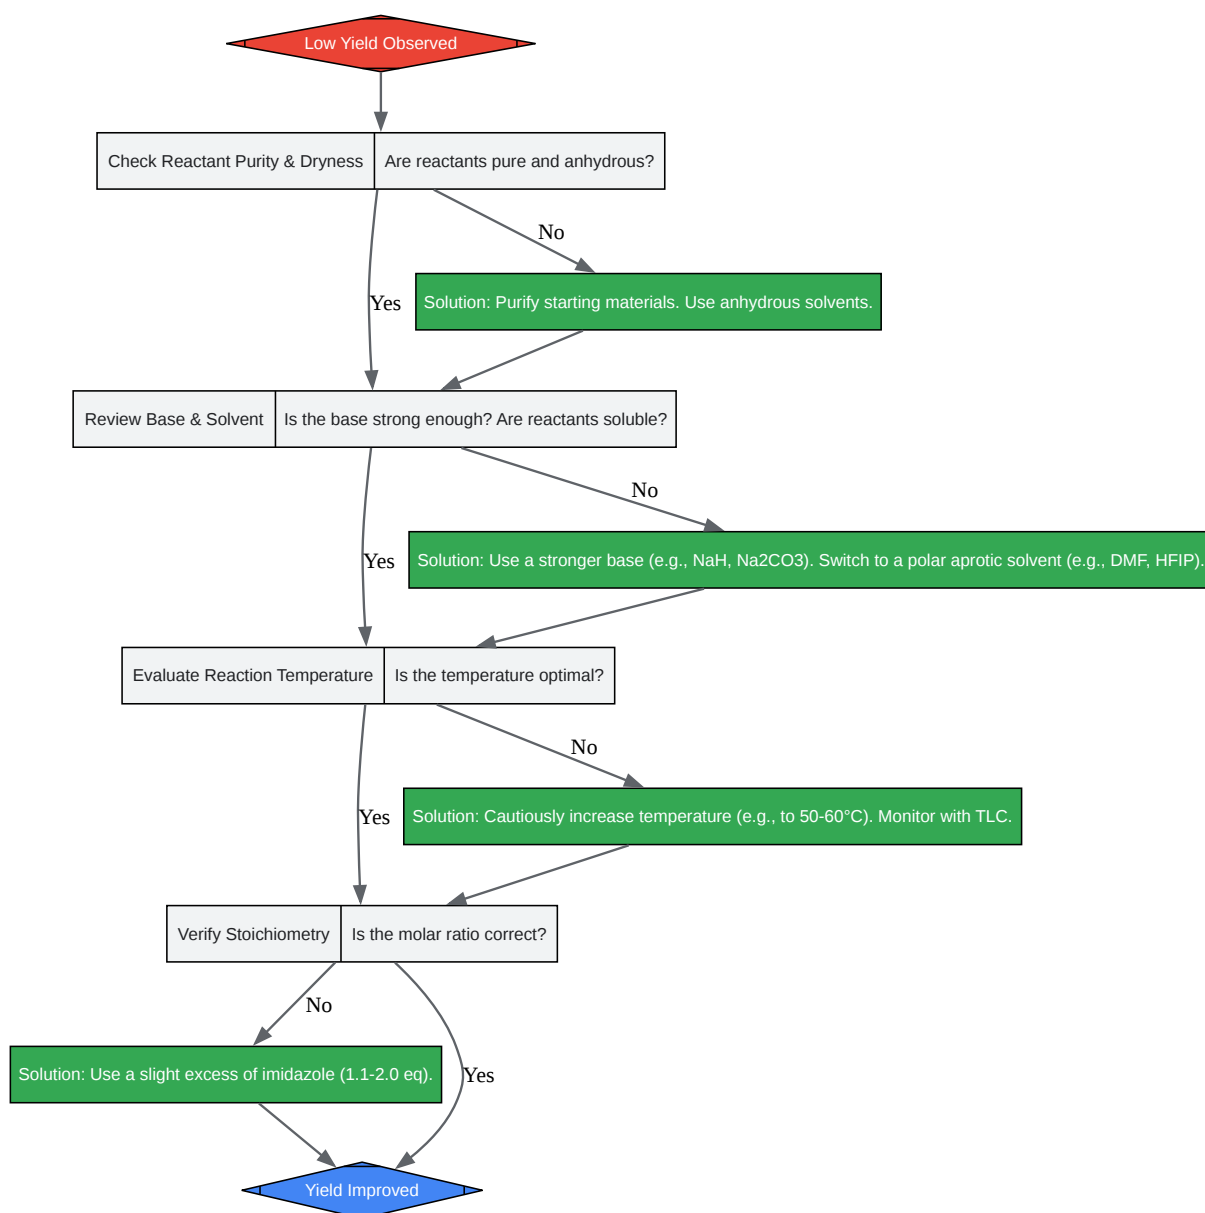 Low Yield Observed
Check Reactant Purity & Dryness
Are reactants pure and anhydrous?
No
Yes
Solution: Purify starting materials. Use anhydrous solvents.
Review Base & Solvent
Is the base strong enough? Are reactants soluble?
No
Yes
Solution: Use a stronger base (e.g., NaH, Na2CO3). Switch to a polar aprotic solvent (e.g., DMF, HFIP).
Evaluate Reaction Temperature
Is the temperature optimal?
No
Yes
Solution: Cautiously increase temperature (e.g., to 50-60°C). Monitor with TLC.
Verify Stoichiometry
Is the molar ratio correct?
No
Yes
Solution: Use a slight excess of imidazole (1.1-2.0 eq).
Yield Improved